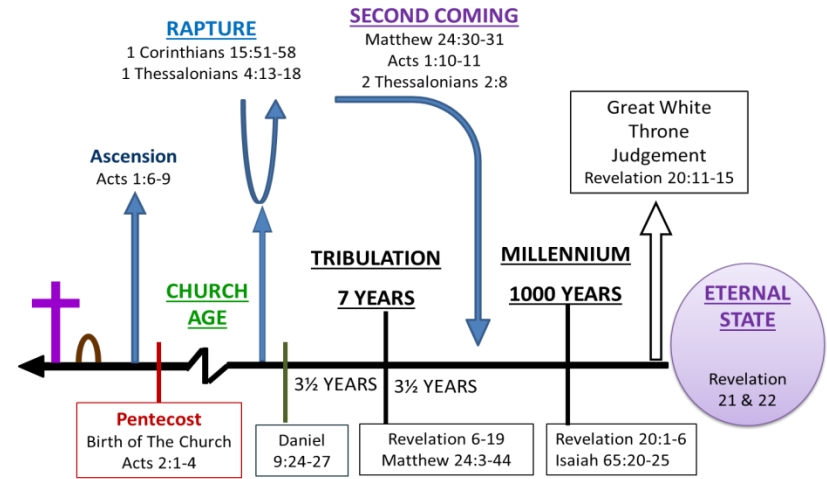 RAPTURE
1 Corinthians 15:51-58
1 Thessalonians 4:13-18
SECOND COMING
Matthew 24:30-31
Acts 1:10-11
2 Thessalonians 2:8
Great White
Throne
Judgement
Revelation 20:11-15
Ascension
Acts 1:6-9
CHURCH
AGE
TRIBULATION
7 YEARS
MILLENNIUM
1000 YEARS
ETERNAL
STATE
Revelation
21 & 22
3½ YEARS
3½ YEARS
Pentecost
Birth of The Church
Acts 2:1-4
Daniel
9:24-27
Revelation 6-19
Matthew 24:3-44
Revelation 20:1-6
Isaiah 65:20-25